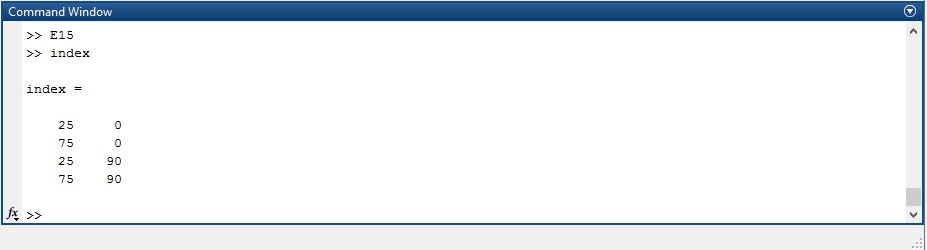 Command Window
>> E15
>> index
index =
25 0
75 0
25 90
75 90
fx >>